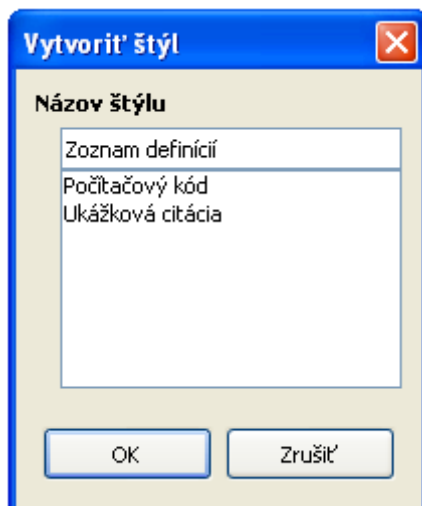 Vytvoriť štýl
Názov štýlu
Zoznam definícií
Počítačový kód
Ukážková citácia
OK
Zrušiť